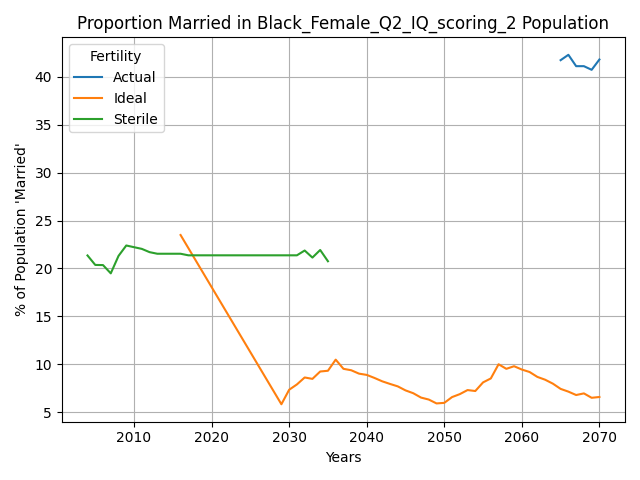 Proportion Married in Black_Female_Q2_IQ_scoring_2 Population
Fertility
Actual
Ideal
Sterile
% of Population 'Married'
40
35
30
25
20
15
10
5
2010 2020 2030 2040 2050 2060 2070
Years